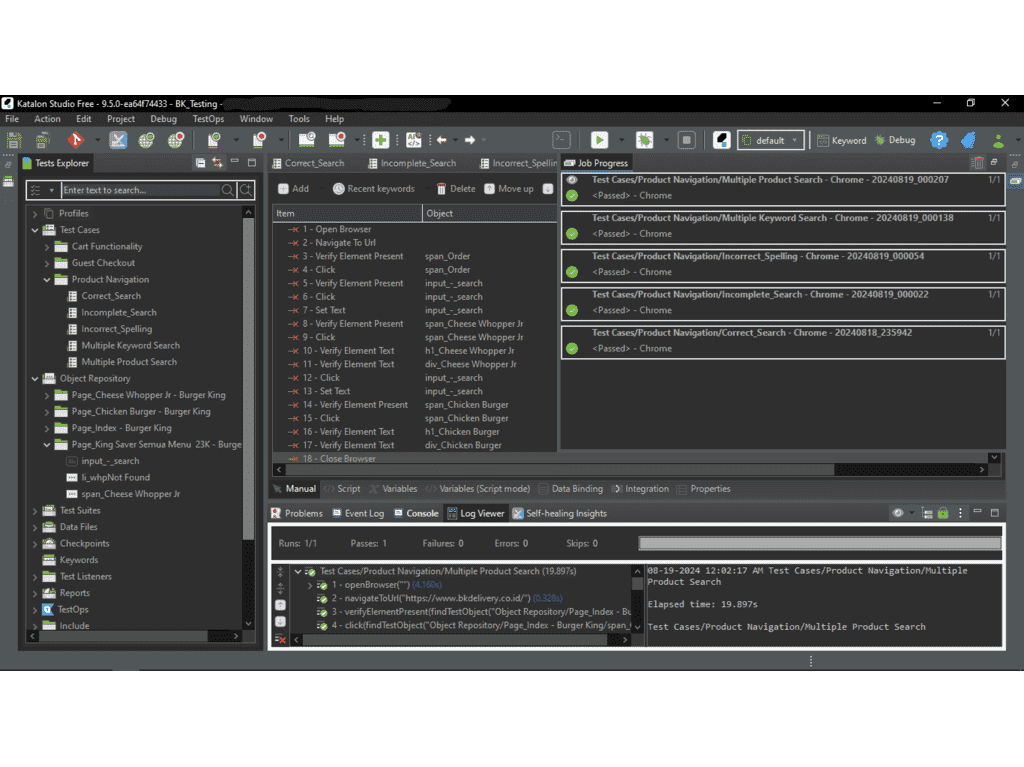 Katalon Studio Free - 9.5.0-ea64f74433 - BK_Testing -
File Action Edit Project Debug TestOps Window Tools Help
default Keyword Debug
Tests Explorer
Enter text to search...
Profiles
Test Cases
Cart Functionality
Guest Checkout
Product Navigation
Correct_Search
Incomplete_Search
Incorrect_Spelling
Multiple Keyword Search
Multiple Product Search
Object Repository
Page_Cheese Whopper Jr - Burger King
Page_Chicken Burger - Burger King
Page_Index - Burger King
Page_King Saver Semua Menu 23K - Burge
input_-_search
li_whpNot Found
span_Cheese Whopper Jr
Test Suites
Data Files
Checkpoints
Keywords
Test Listeners
Reports
TestOps
Include
Correct_Search Incomplete_Search Incorrect_Spellin
Add Recent keywords Delete Move up
Item Object
1 - Open Browser
2 - Navigate To Url
3 - Verify Element Present span_Order
4 - Click span_Order
5 - Verify Element Present input_-_search
6 - Click input_-_search
7 - Set Text input_-_search
8 - Verify Element Present span_Cheese Whopper Jr
9 - Click span_Cheese Whopper Jr
10 - Verify Element Text h1_Cheese Whopper Jr
11 - Verify Element Text div_Cheese Whopper Jr
12 - Click input_-_search
13 - Set Text input_-_search
14 - Verify Element Present span_Chicken Burger
15 - Click span_Chicken Burger
16 - Verify Element Text h1_Chicken Burger
17 - Verify Element Text div_Chicken Burger
18 - Close Browser
Manual Script Variables Variables (Script mode) Data Binding Integration Properties
Job Progress
Test Cases/Product Navigation/Multiple Product Search - Chrome - 20240819_000207 1/1
<Passed> - Chrome
Test Cases/Product Navigation/Multiple Keyword Search - Chrome - 20240819_000138 1/1
<Passed> - Chrome
Test Cases/Product Navigation/Incorrect_Spelling - Chrome - 20240819_000054 1/1
<Passed> - Chrome
Test Cases/Product Navigation/Incomplete_Search - Chrome - 20240819_000022 1/1
<Passed> - Chrome
Test Cases/Product Navigation/Correct_Search - Chrome - 20240818_235942 1/1
<Passed> - Chrome
Problems Event Log Console Log Viewer Self-healing Insights
Runs: 1/1 Passes: 1 Failures: 0 Errors: 0 Skips: 0
Test Cases/Product Navigation/Multiple Product Search (19.897s)
1 - openBrowser("") (4.160s)
2 - navigateToUrl("https://www.bkdelivery.co.id/") (0.328s)
3 - verifyElementPresent(findTestObject("Object Repository/Page_Index - Bu
4 - click(findTestObject("Object Repository/Page_Index - Burger King/span_
08-19-2024 12:02:17 AM Test Cases/Product Navigation/Multiple
Product Search
Elapsed time: 19.897s
Test Cases/Product Navigation/Multiple Product Search